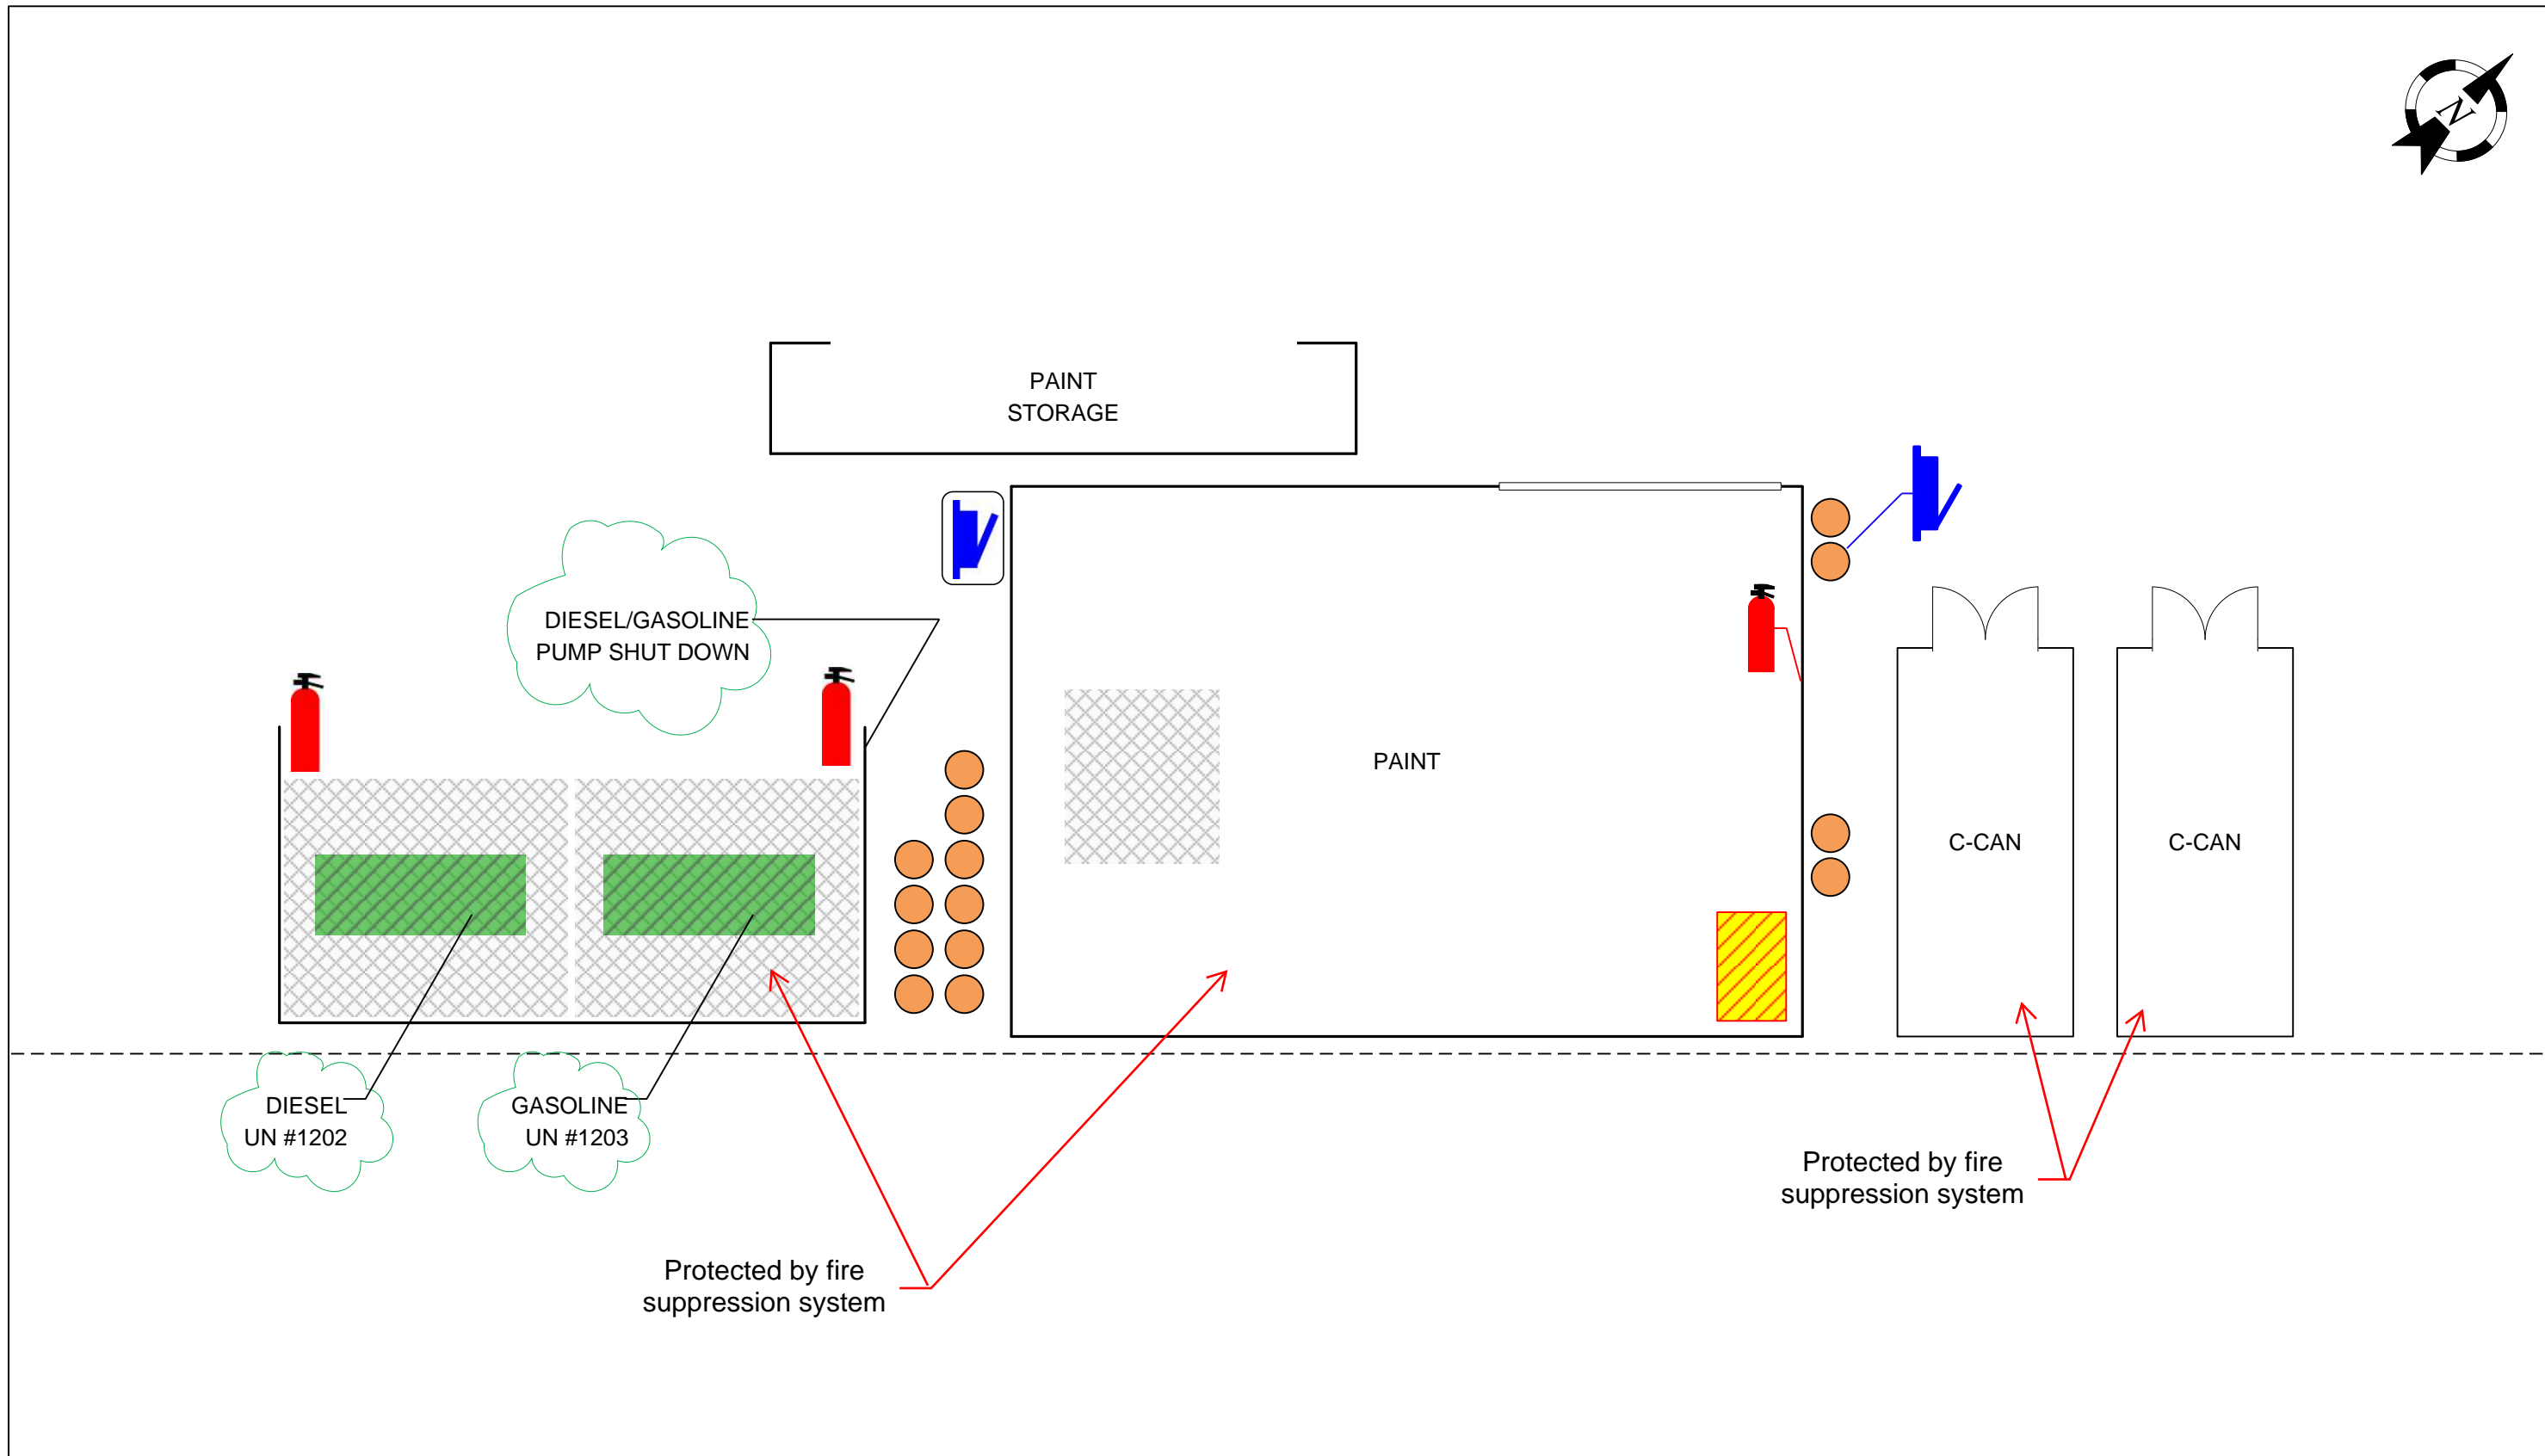 N
PAINT
STORAGE
DIESEL/GASOLINE
PUMP SHUT DOWN
PAINT
C-CAN
C-CAN
DIESEL
UN #1202
GASOLINE
UN #1203
Protected by fire
suppression system
Protected by fire
suppression system